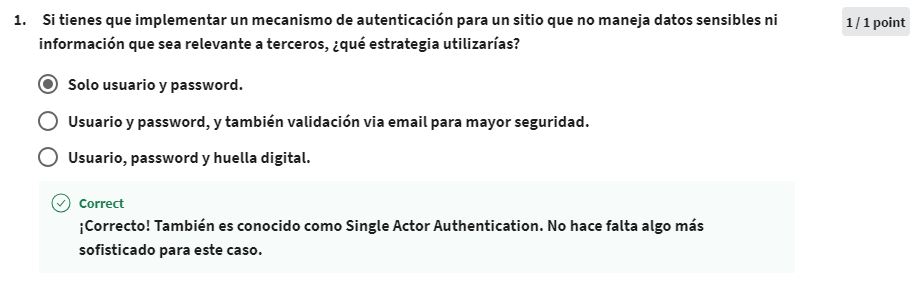 1. Si tienes que implementar un mecanismo de autenticación para un sitio que no maneja datos sensibles ni
1 / 1 point
información que sea relevante a terceros, ¿qué estrategia utilizarías?
Solo usuario y password.
Usuario y password, y también validación via email para mayor seguridad.
Usuario, password y huella digital.
Correct
¡Correcto! También es conocido como Single Actor Authentication. No hace falta algo más
sofisticado para este caso.